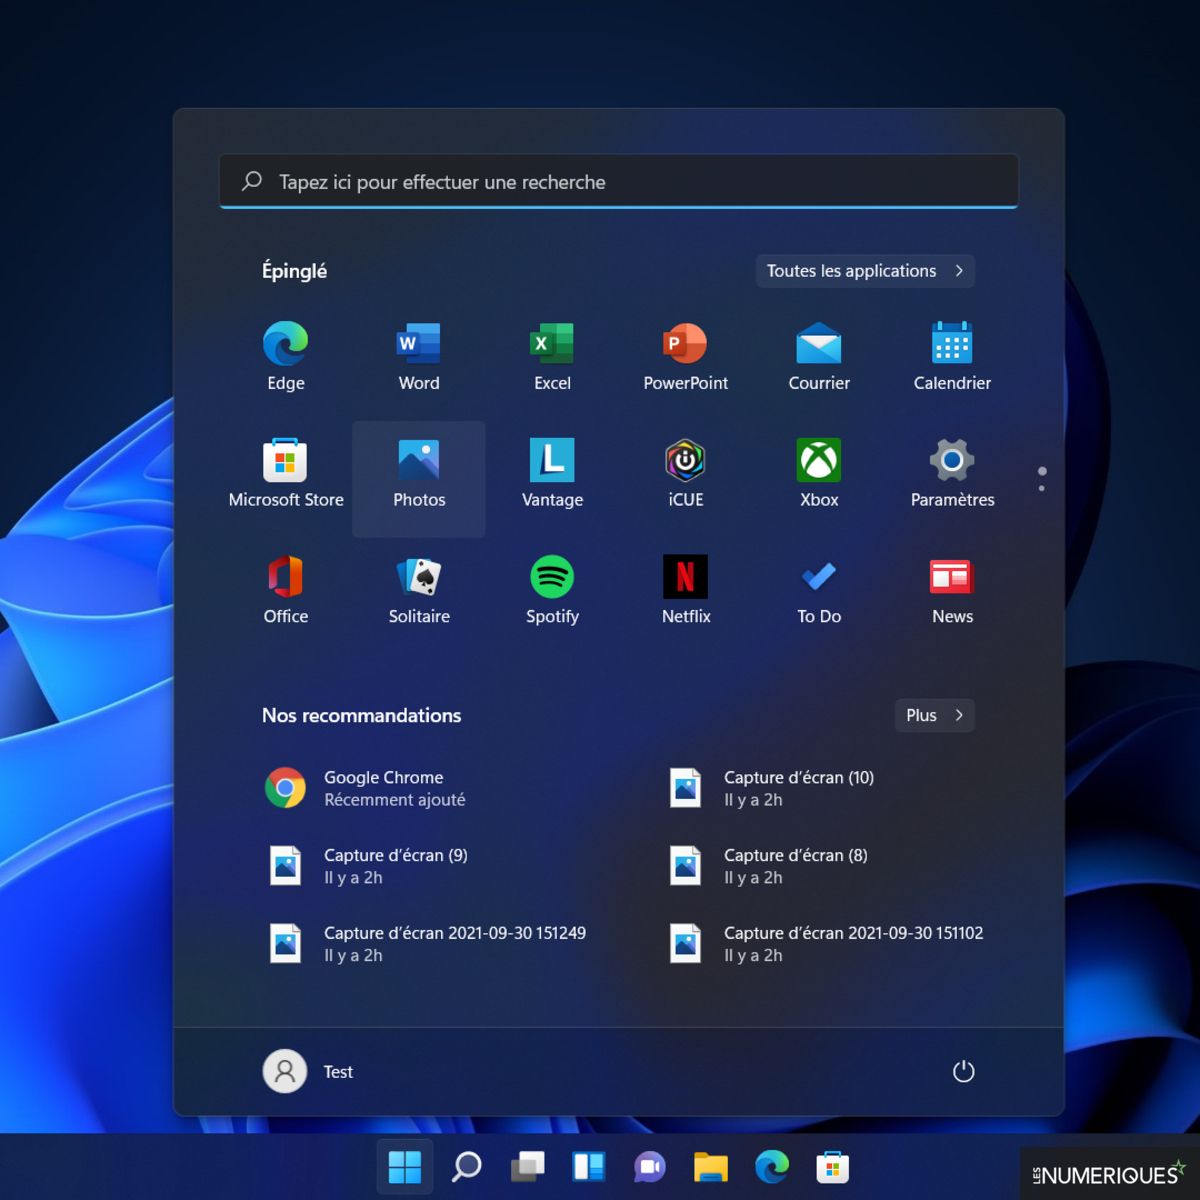 Tapez ici pour effectuer une recherche
Épinglé
Toutes les applications
Edge
Word
Excel
PowerPoint
Courrier
Calendrier
Microsoft Store
Photos
Vantage
iCUE
Xbox
Paramètres
Office
Solitaire
Spotify
Netflix
To Do
News
Nos recommandations
Plus
Google Chrome
Récemment ajouté
Capture d'écran (10)
Il y a 2h
Capture d'écran (9)
Il y a 2h
Capture d'écran (8)
Il y a 2h
Capture d'écran 2021-09-30 151249
Il y a 2h
Capture d'écran 2021-09-30 151102
Il y a 2h
Test
LES NUMERIQUES